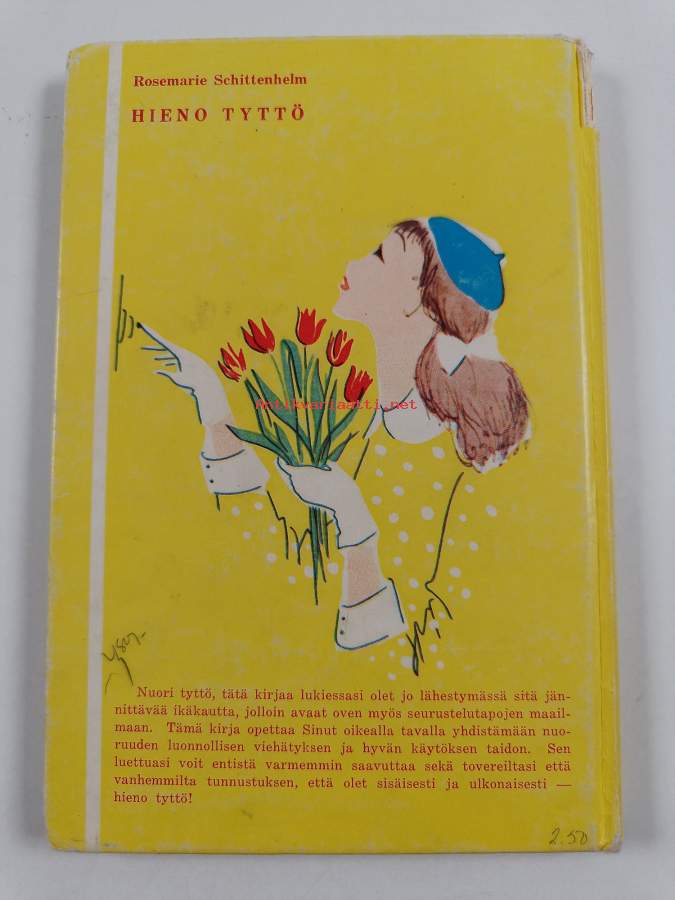 Rosemarie Schittenhelm
HIENO TYTTÖ
Antikvariaatti.net
Nuori tyttö, tätä kirjaa lukiessasi olet jo lähestymässä sitä jän-
nittävää ikäkautta, jolloin avaat oven myös seurustelutapojen maail-
maan. Tämä kirja opettaa Sinut oikealla tavalla yhdistämään nuo-
ruuden luonnollisen viehätyksen ja hyvän käytöksen taidon. Sen
luettuasi voit entistä varmemmin saavuttaa sekä tovereiltasi että
vanhemmilta tunnustuksen, että olet sisäisesti ja ulkonaisesti —
hieno tyttö!
2.50